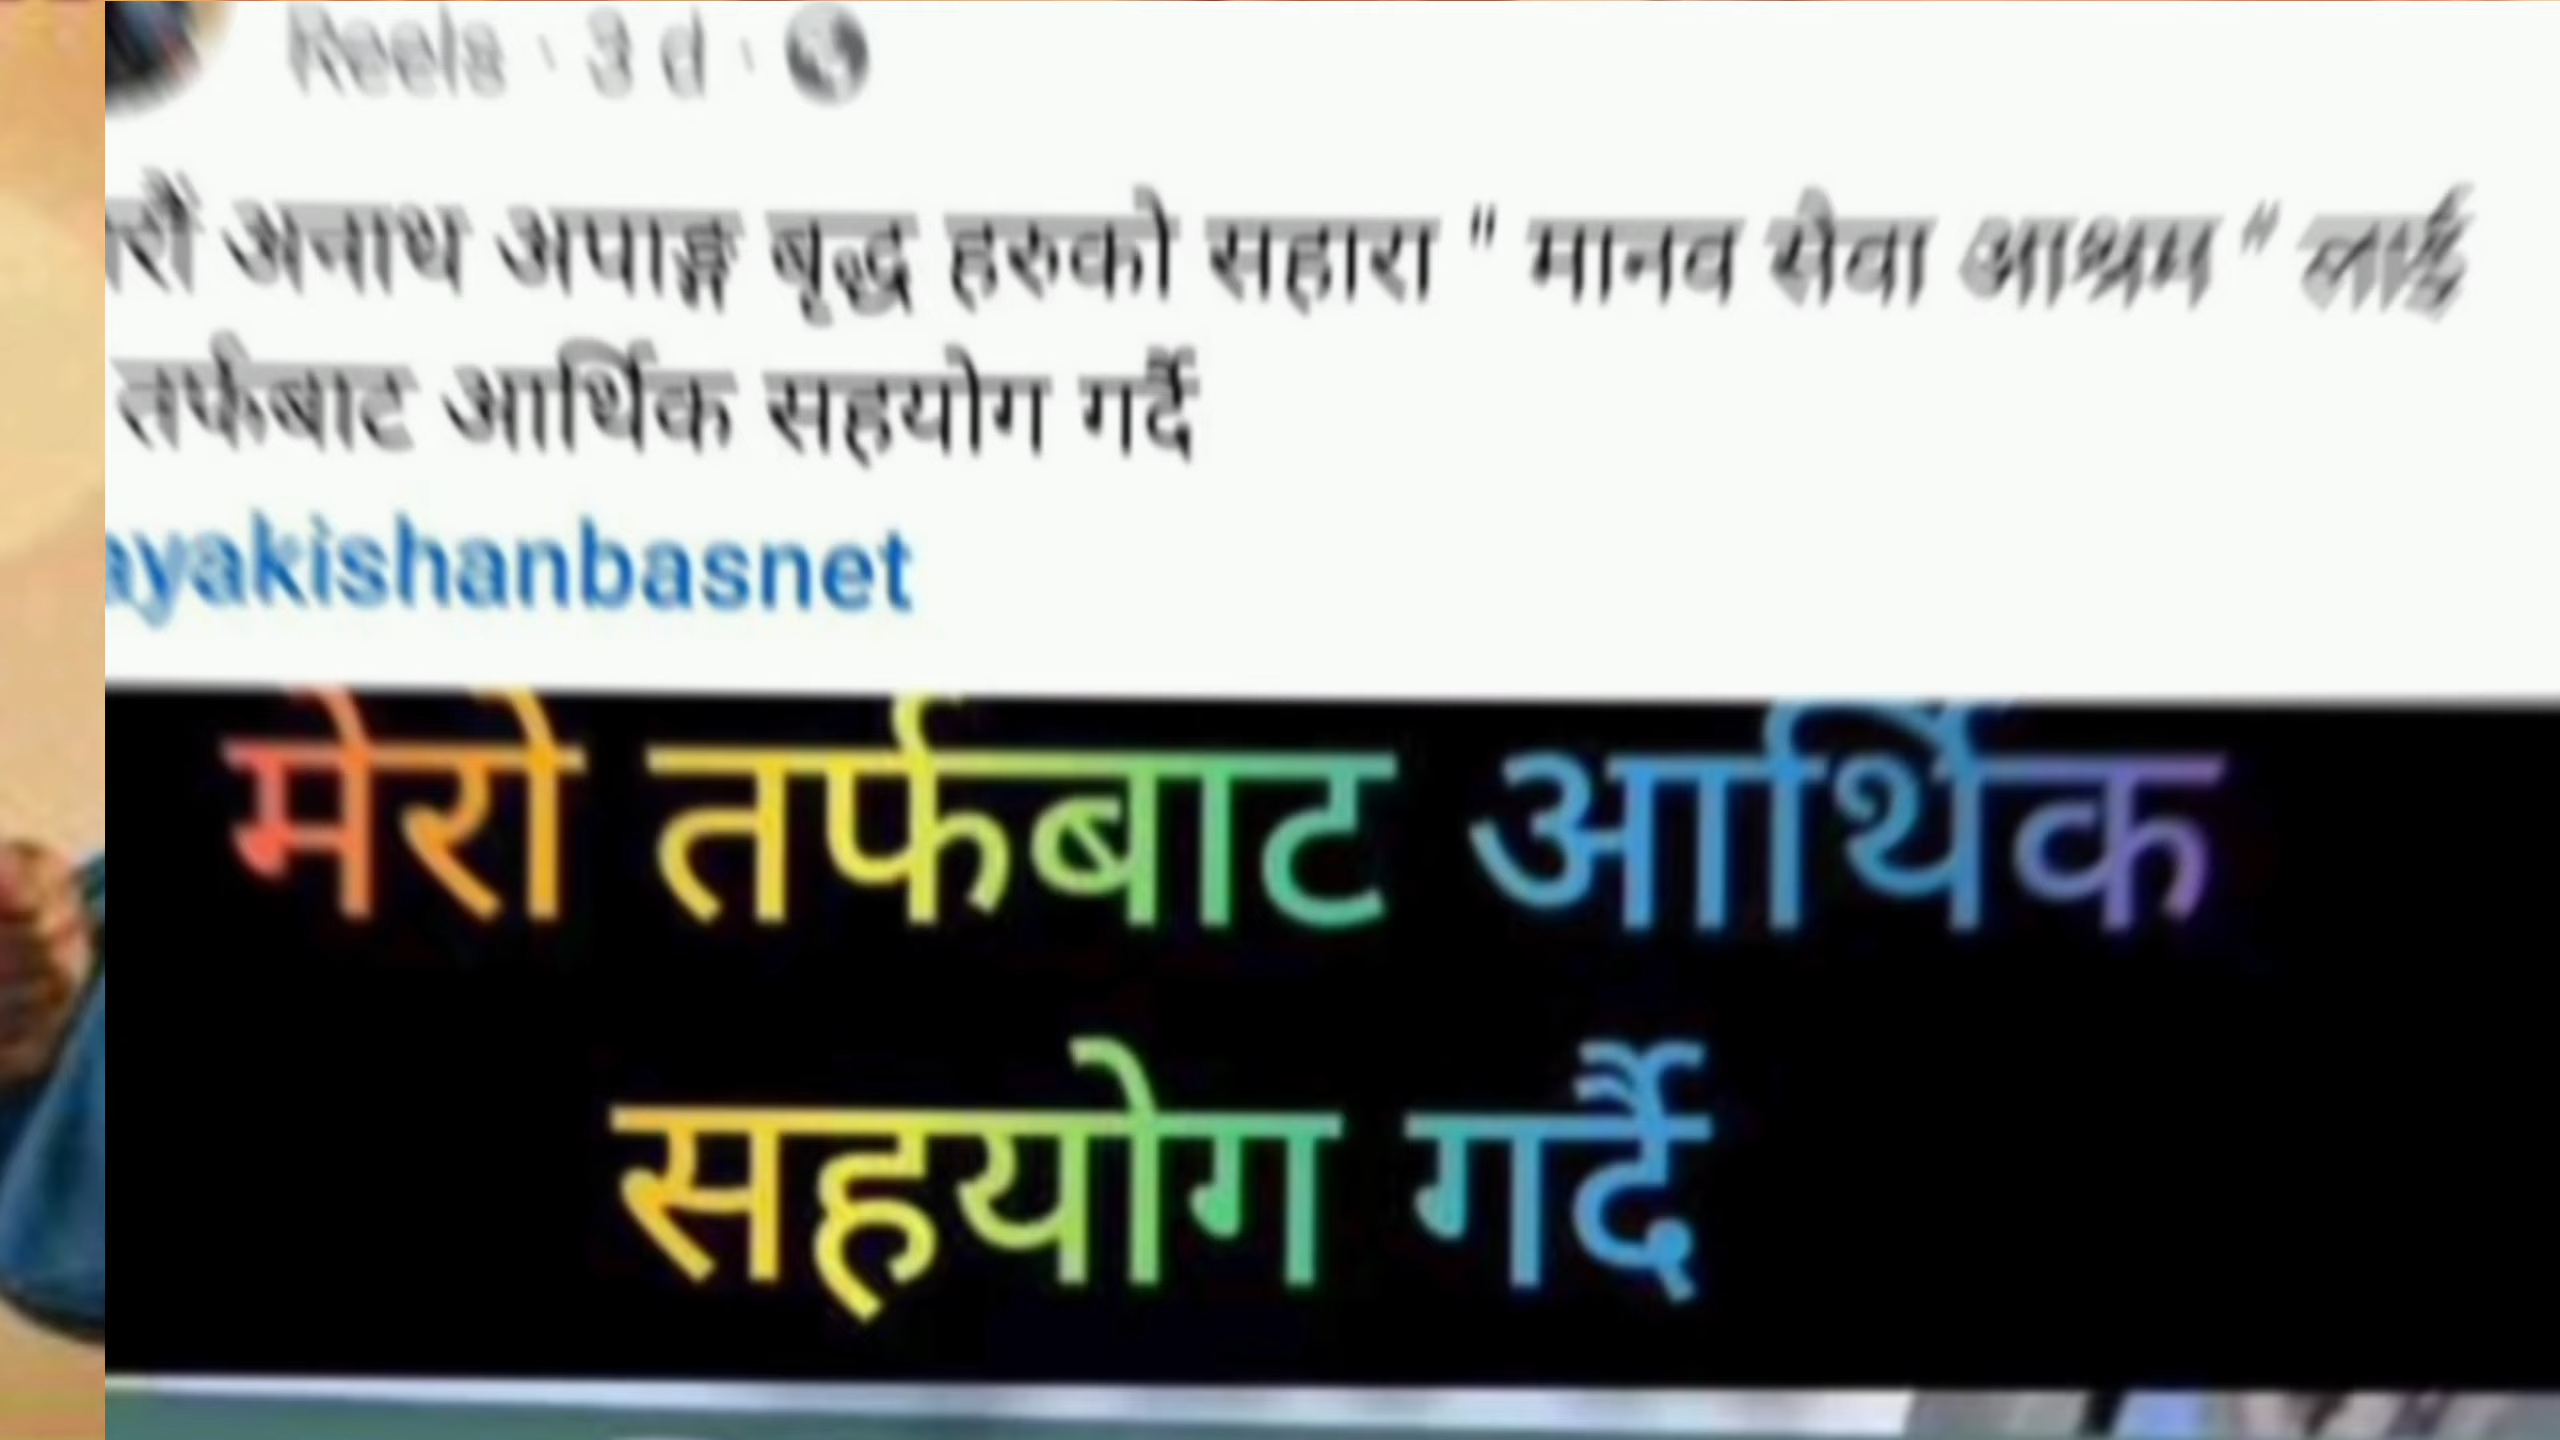 Reels · 3 d ·
अनाथ अपाङ्ग बृद्ध हरुको सहारा " मानव सेवा आश्रम " लाई
तर्फबाट आर्थिक सहयोग गर्दै
ayakishanbasnet
मेरो तर्फबाट आर्थिक
सहयोग गर्दै